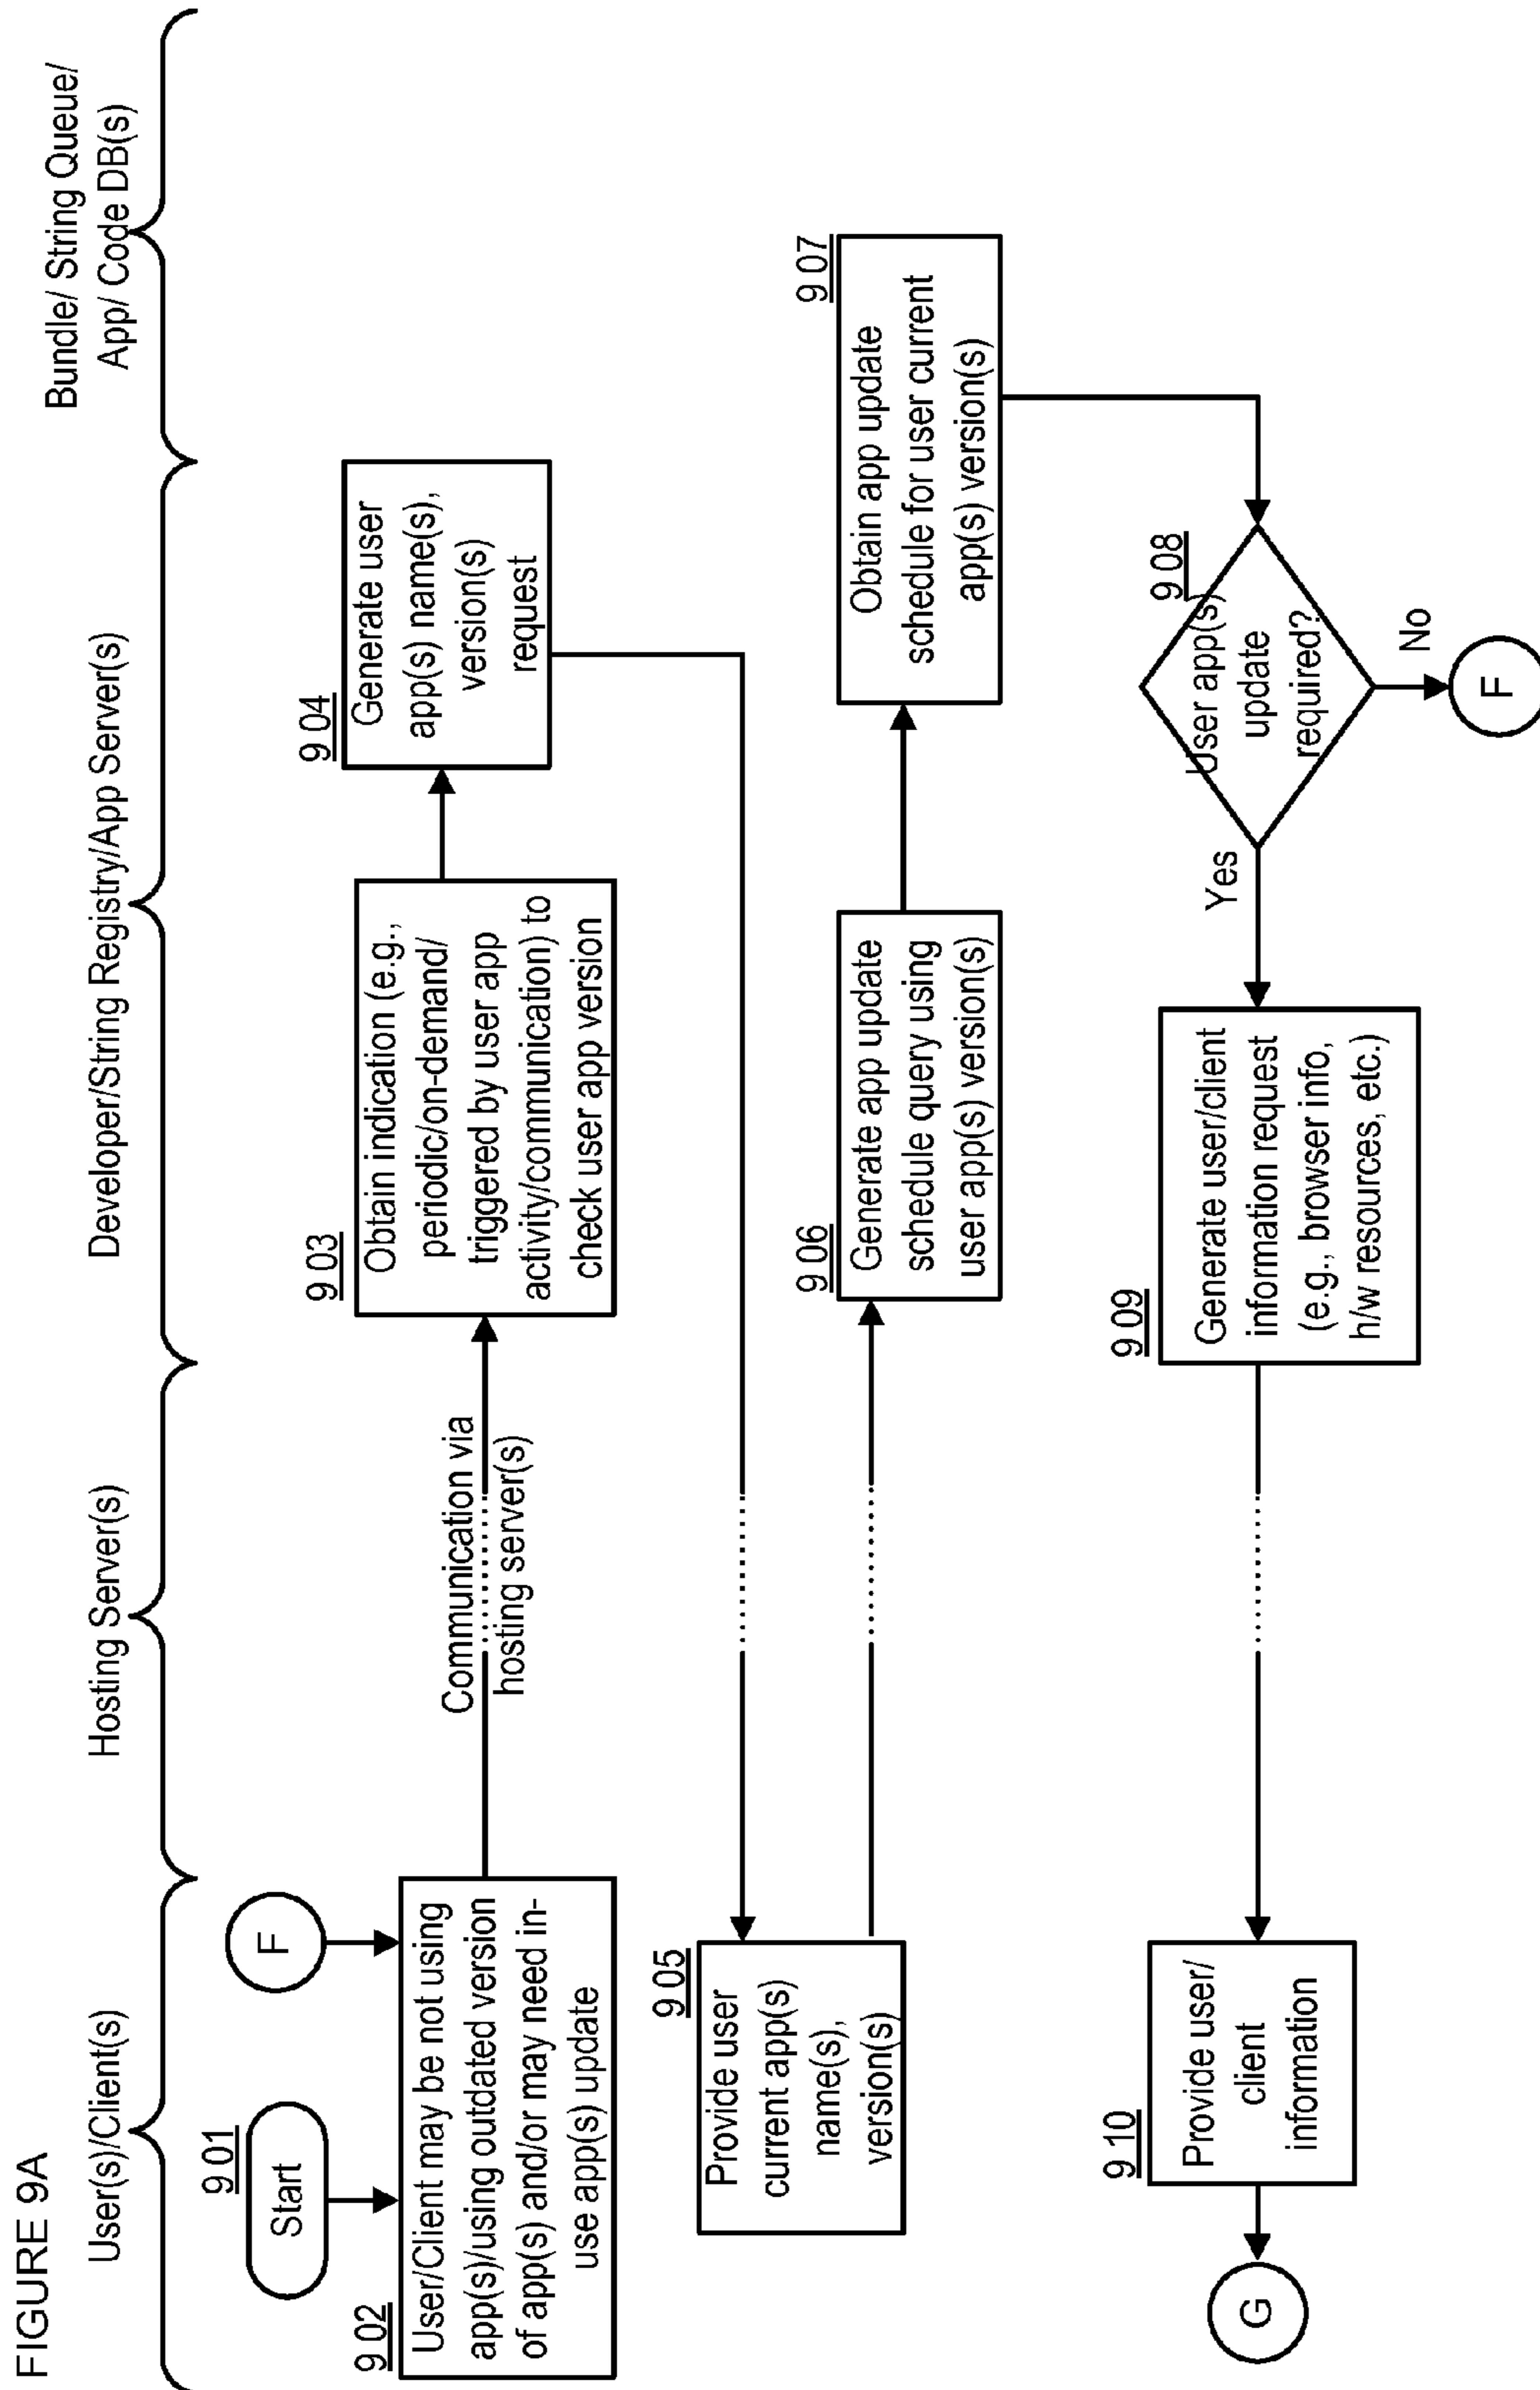 FIGURE 9A
User(s)/Client(s)
Hosting Server(s)
Developer/String Registry/App Server(s)
Bundle/ String Queue/
App/ Code DB(s)
9 01
Start
F
9 02
User/Client may be not using
app(s)/using outdated version
of app(s) and/or may need in-
use app(s) update
Communication via
hosting server(s)
9 03
Obtain indication (e.g.,
periodic/on-demand/
triggered by user app
activity/communication) to
check user app version
9 04
Generate user
app(s) name(s),
version(s)
request
9 05
Provide user
current app(s)
name(s),
version(s)
9 06
Generate app update
schedule query using
user app(s) version(s)
9 07
Obtain app update
schedule for user current
app(s) version(s)
9 08
User app(s)
update
required?
Yes
No
F
9 09
Generate user/client
information request
(e.g., browser info,
h/w resources, etc.)
9 10
Provide user/
client
information
G